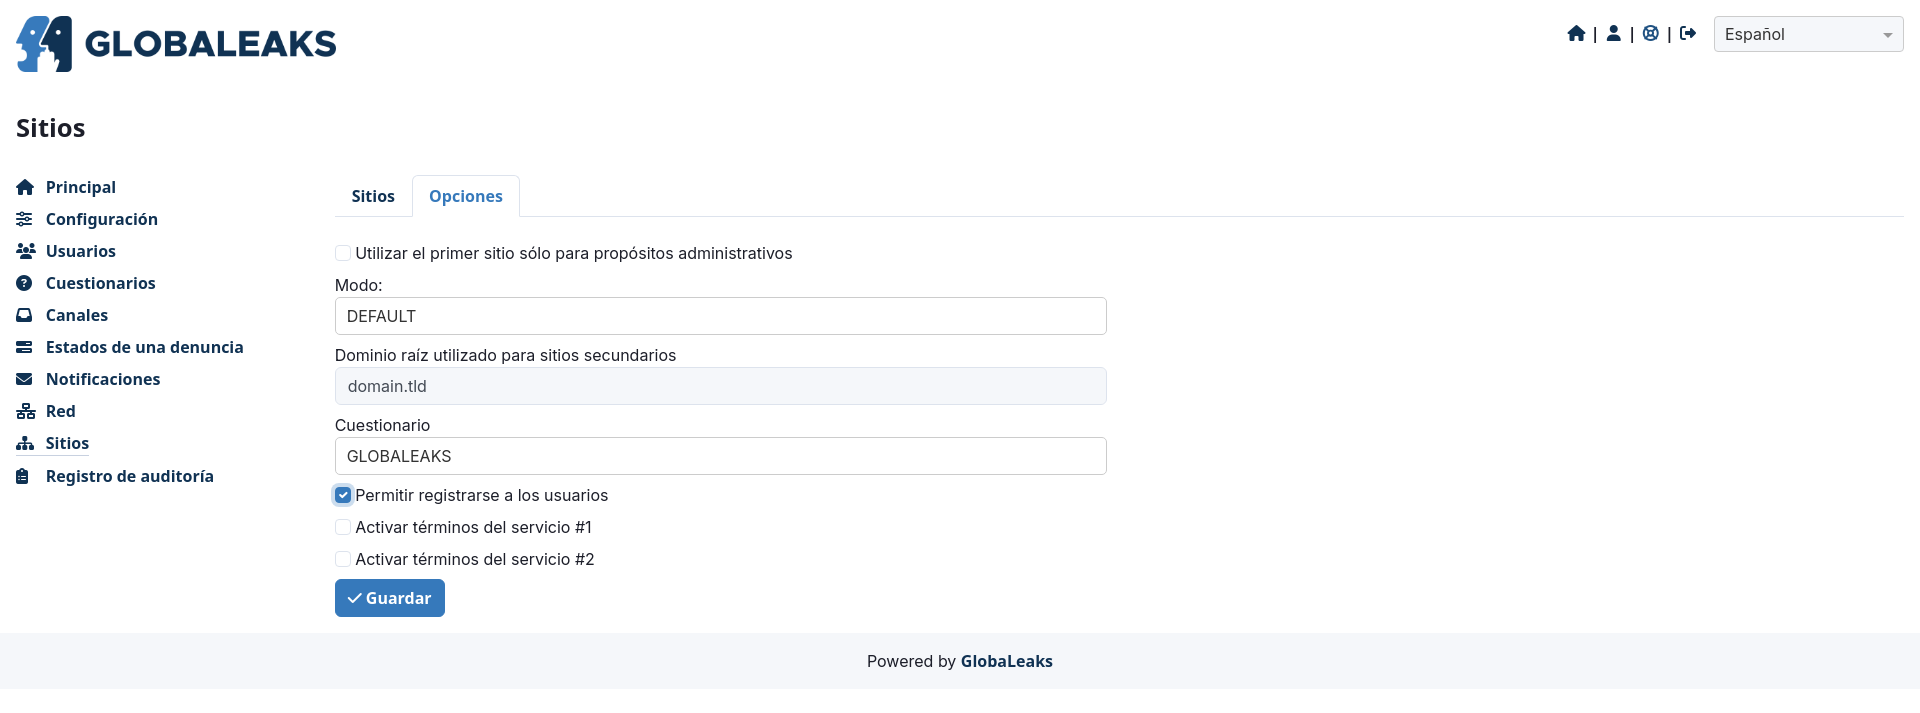 GLOBALEAKS
| | |
Español
Sitios
Principal
Configuración
Usuarios
Cuestionarios
Canales
Estados de una denuncia
Notificaciones
Red
Sitios
Registro de auditoría
Sitios Opciones
Utilizar el primer sitio sólo para propósitos administrativos
Modo:
DEFAULT
Dominio raíz utilizado para sitios secundarios
domain.tld
Cuestionario
GLOBALEAKS
Permitir registrarse a los usuarios
Activar términos del servicio #1
Activar términos del servicio #2
Guardar
Powered by GlobaLeaks